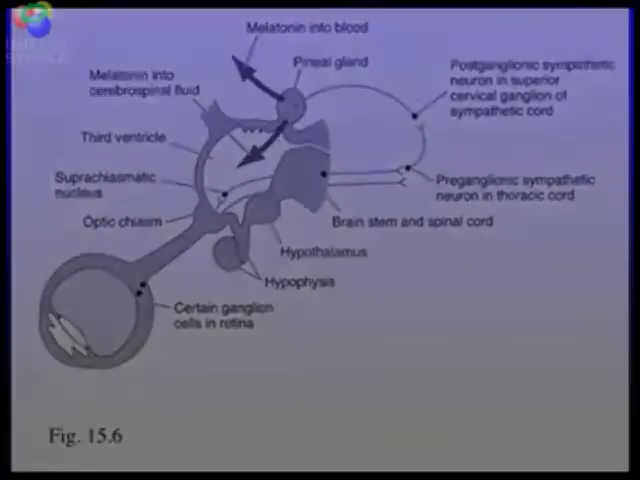 Melatonin into blood
Pineal gland
Postganglionic sympathetic
neuron in superior
cervical ganglion of
sympathetic cord
Melatonin into
cerebrospinal fluid
Third ventricle
Suprachiasmatic
nucleus
Preganglionic sympathetic
neuron in thoracic cord
Optic chiasm
Brain stem and spinal cord
Hypothalamus
Hypophysis
Certain ganglion
cells in retina
Fig. 15.6